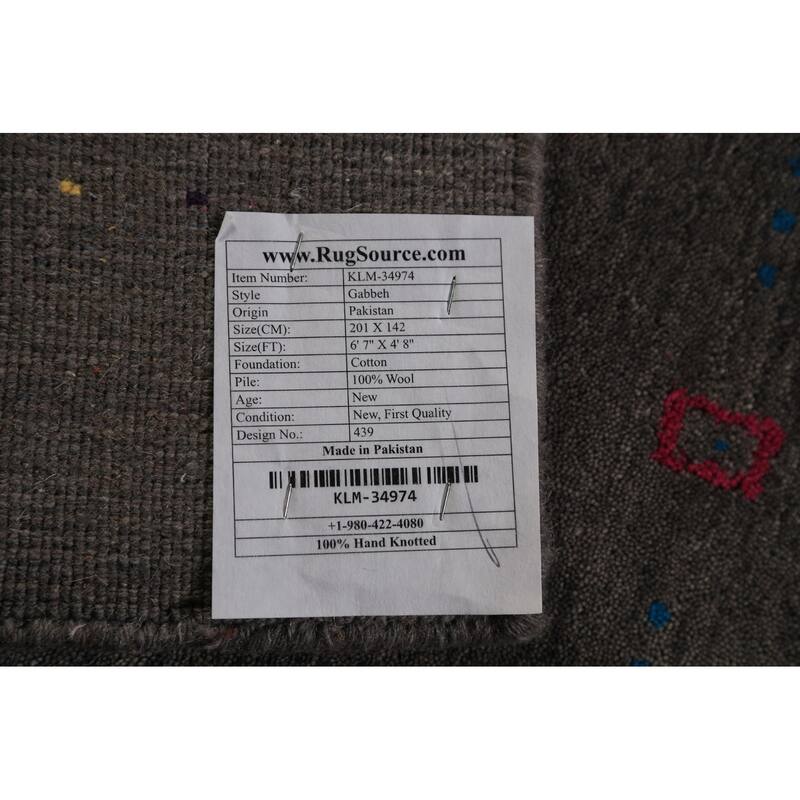 www.RugSource.com
Item Number: KLM-34974
Style Gabbeh
Origin Pakistan
Size(CM): 201 X 142
Size(FT): 6' 7" X 4' 8"
Foundation: Cotton
Pile: 100% Wool
Age: New
Condition: New, First Quality
Design No.: 439
Made in Pakistan
KLM-34974
+1-980-422-4080
100% Hand Knotted